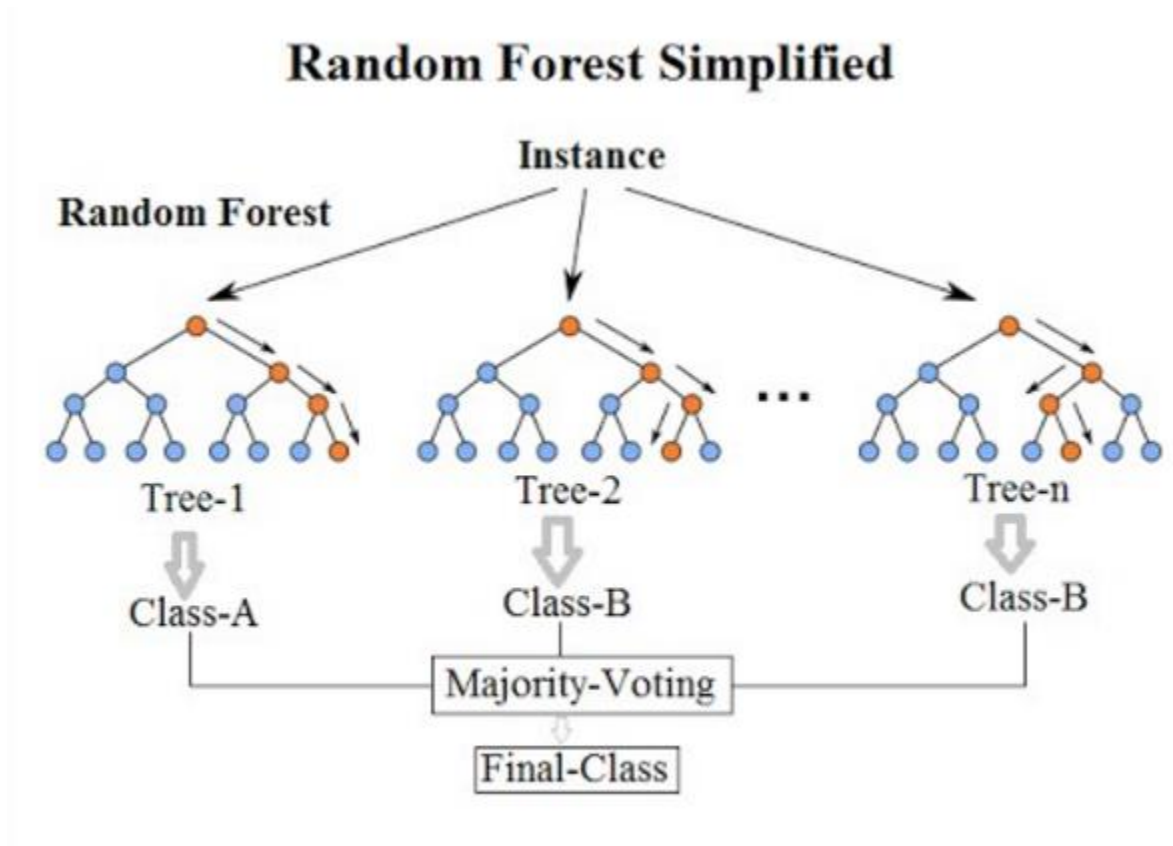 Random Forest Simplified
Instance
Random Forest
...
Tree-1
Tree-2
Tree-n
Class-A
Class-B
Class-B
Majority-Voting
Final-Class